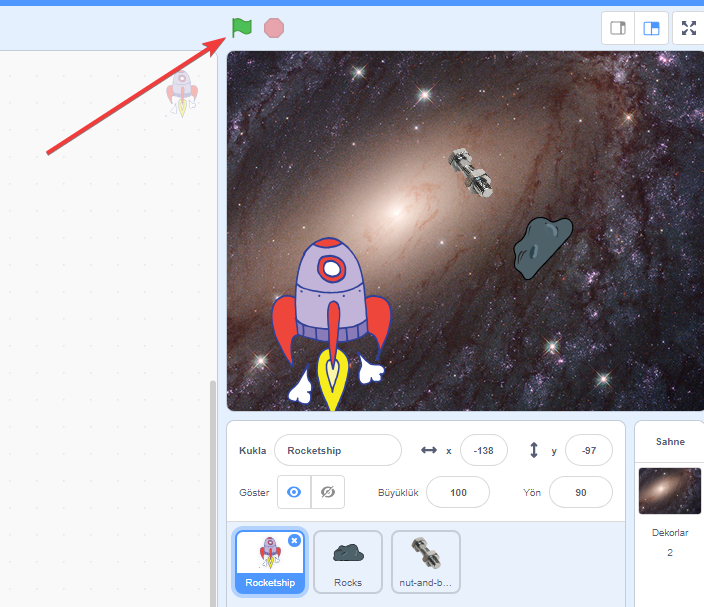 Kukla Rocketship x -138 y -97
Göster Büyüklük 100 Yön 90
Rocketship Rocks nut-and-b...
Sahne
Dekorlar
2